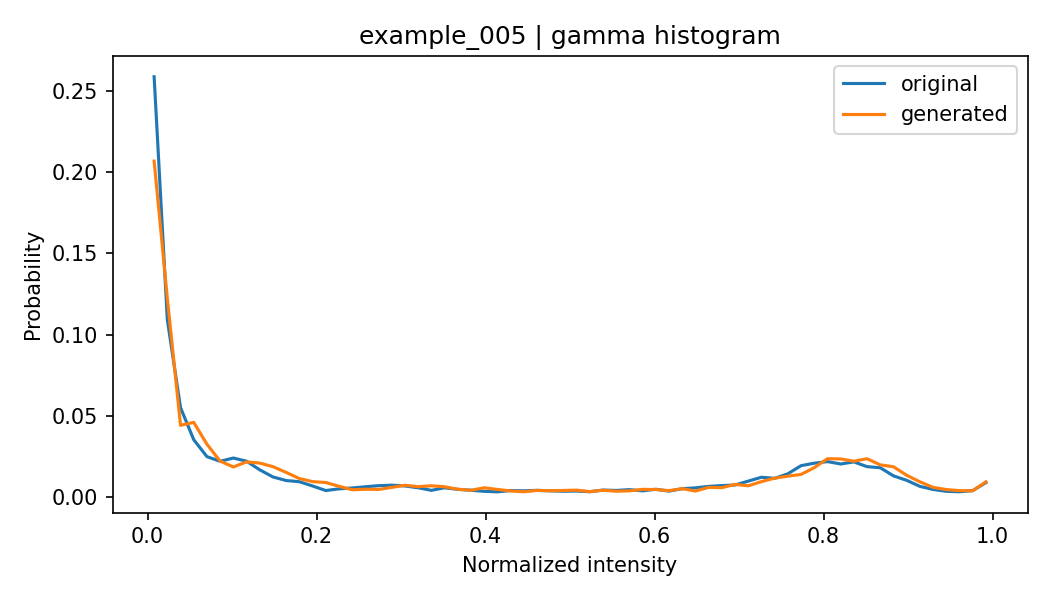 example_005 | gamma histogram
original
generated
Probability
0.25
0.20
0.15
0.10
0.05
0.00
0.0 0.2 0.4 0.6 0.8 1.0
Normalized intensity